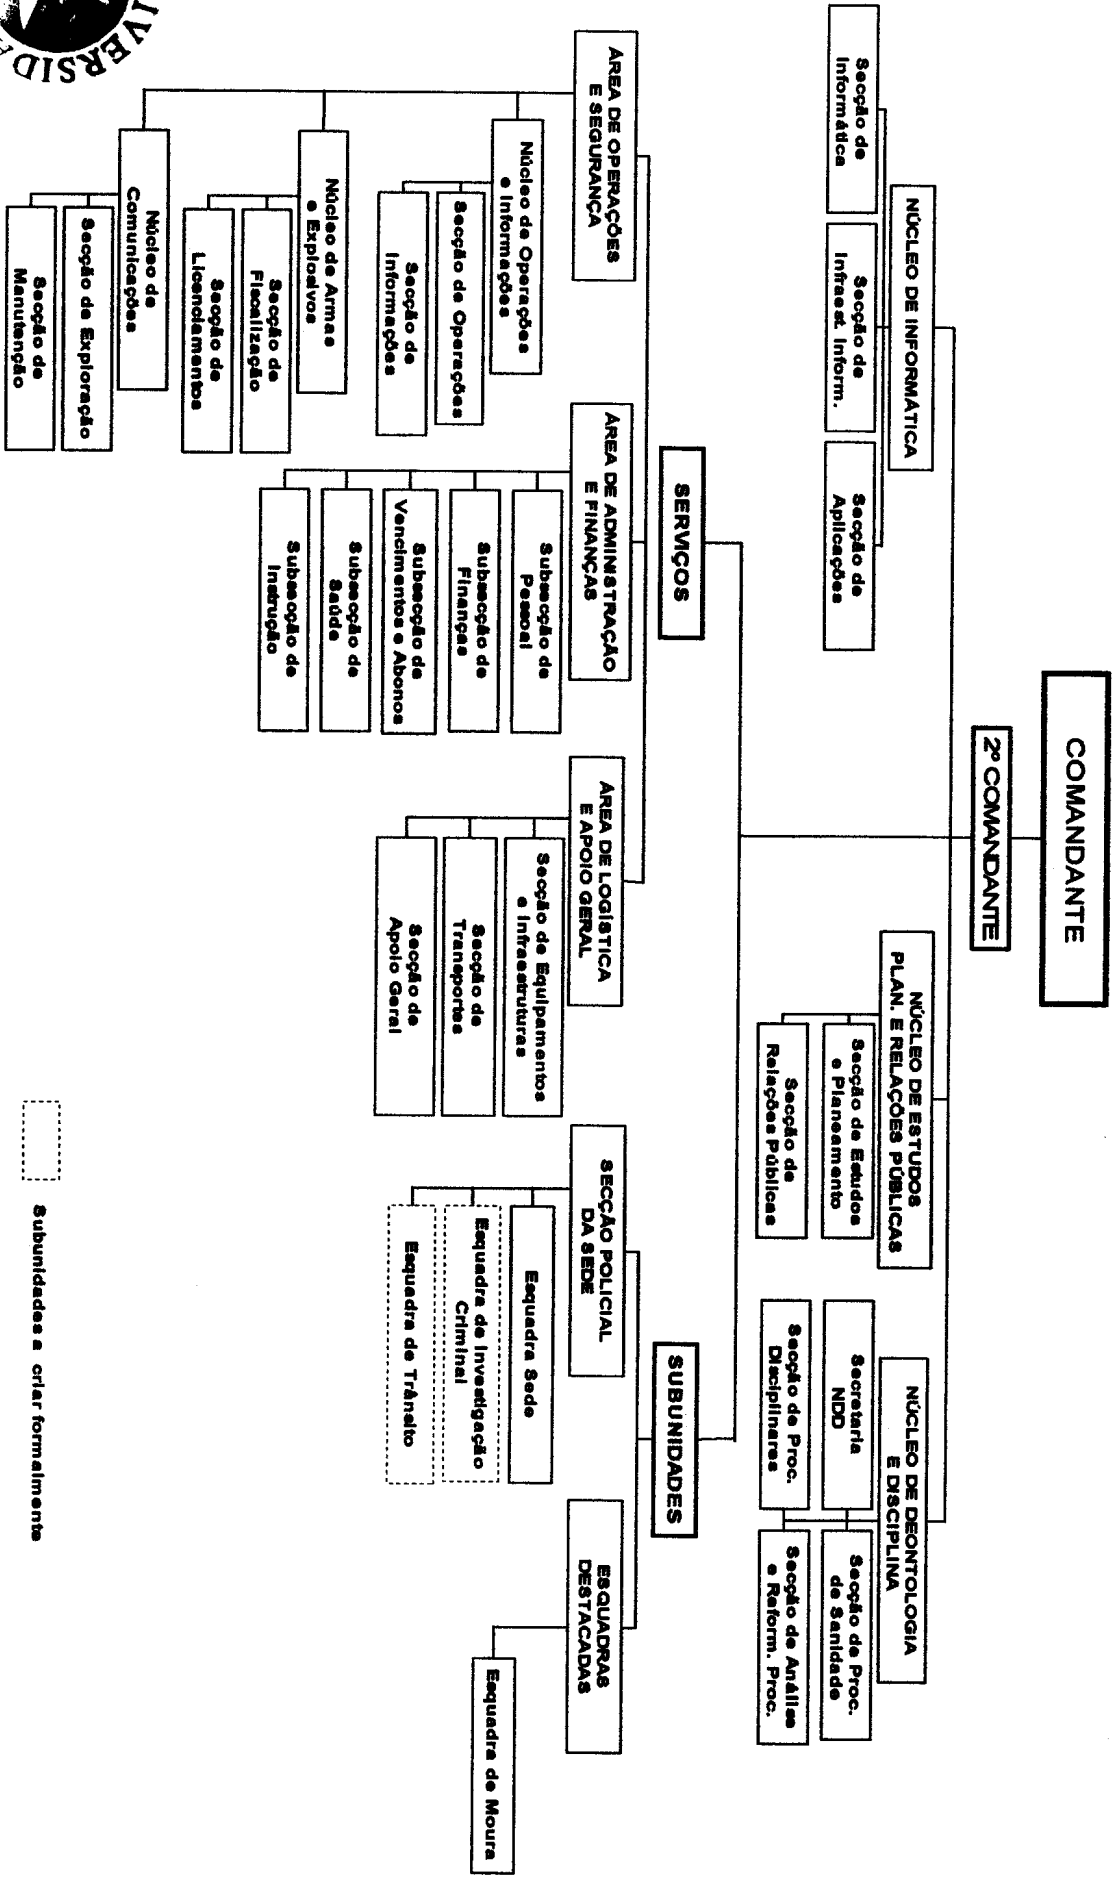 COMANDANTE
2º COMANDANTE
NÚCLEO DE INFORMÁTICA
Secção de
Informática
Secção de
Infraest. Inform.
Secção de
Aplicações
NÚCLEO DE ESTUDOS
PLAN. E RELAÇÕES PÚBLICAS
Secção de Estudos
e Planeamento
Secção de
Relações Públicas
NÚCLEO DE DEONTOLOGIA
E DISCIPLINA
Secretaria
NDD
Secção de Proc.
de Sanidade
Secção de Proc.
Disciplinares
Secção de Análise
e Reform. Proc.
SERVIÇOS
SUBUNIDADES
ÁREA DE OPERAÇÕES
E SEGURANÇA
Núcleo de Operações
e Informações
Secção de Operações
Secção de
Informações
Núcleo de Armas
e Explosivos
Secção de
Fiscalização
Secção de
Licenciamentos
Núcleo de
Comunicações
Secção de Exploração
Secção de
Manutenção
ÁREA DE ADMINISTRAÇÃO
E FINANÇAS
Subsecção de
Pessoal
Subsecção de
Finanças
Subsecção de
Vencimentos e Abonos
Subsecção de
Saúde
Subsecção de
Instrução
ÁREA DE LOGÍSTICA
E APOIO GERAL
Secção de Equipamentos
e Infraestruturas
Secção de
Transportes
Secção de
Apoio Geral
SECÇÃO POLICIAL
DA SEDE
Esquadra Sede
Esquadra de Investigação
Criminal
Esquadra de Trânsito
ESQUADRAS
DESTACADAS
Esquadra de Moura
Subunidades a criar formalmente